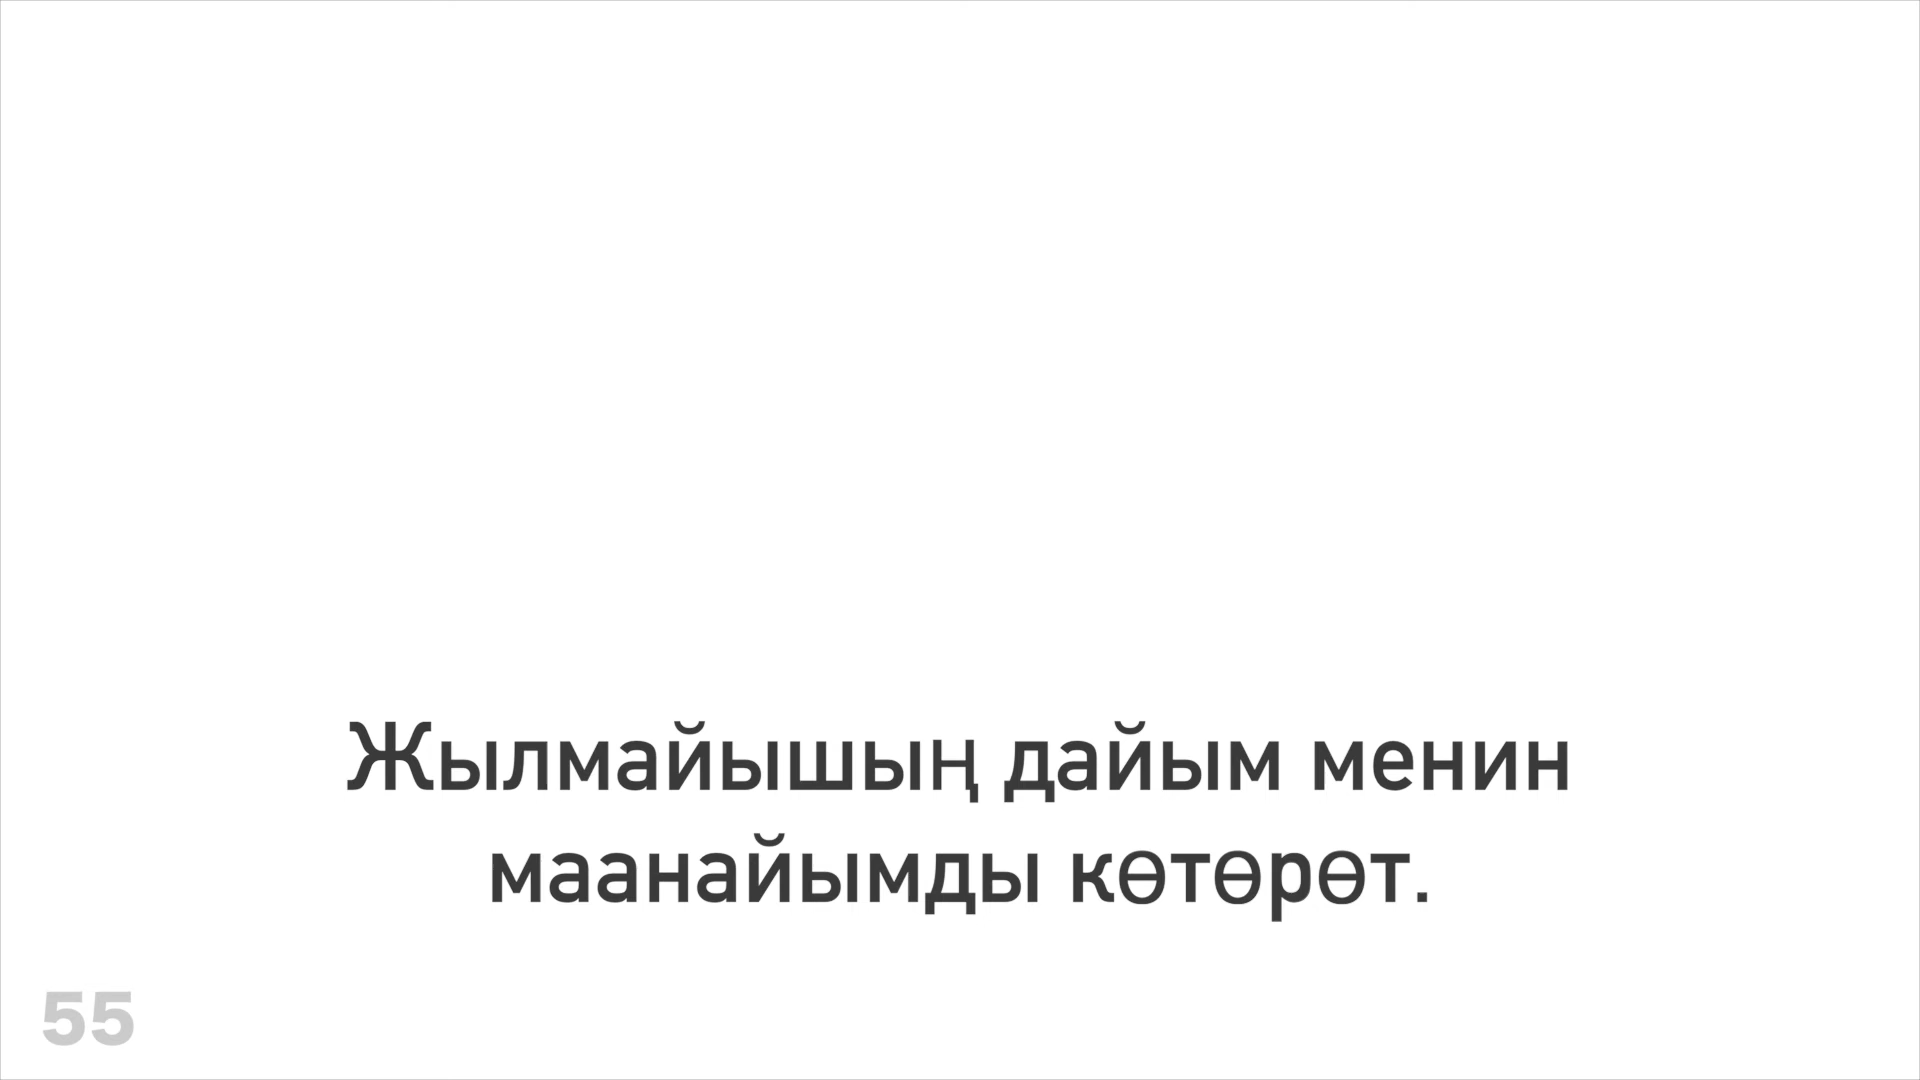 Жылмайышың дайым менин
маанайымды көтөрөт.
55